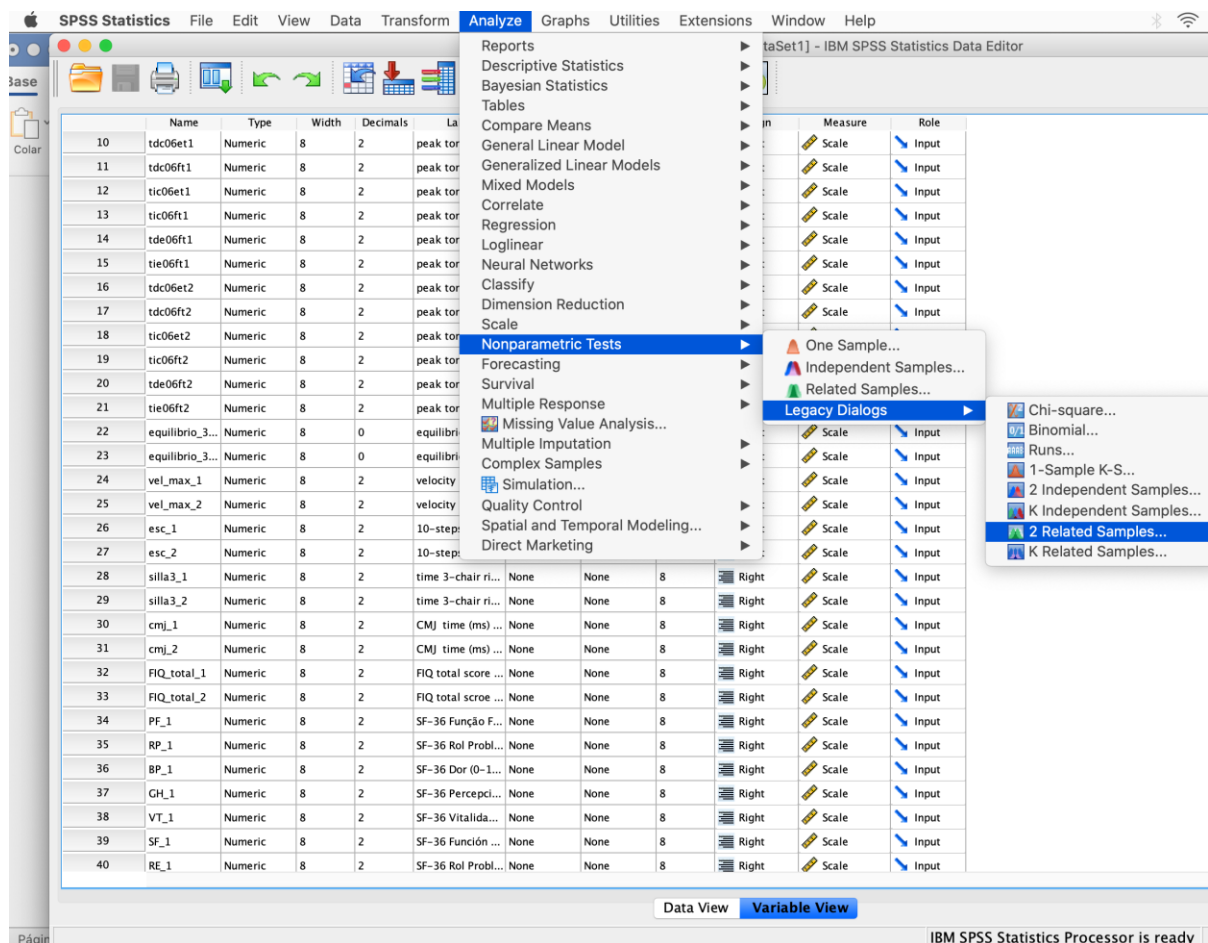 SPSS Statistics File Edit View Data Transform Analyze Graphs Utilities Extensions Window Help
taSet1] - IBM SPSS Statistics Data Editor
Base
Colar
Name Type Width Decimals La gn Measure Role
10 tdc06et1 Numeric 8 2 peak tor Scale Input
11 tdc06ft1 Numeric 8 2 peak tor Scale Input
12 tic06et1 Numeric 8 2 peak tor Scale Input
13 tic06ft1 Numeric 8 2 peak tor Scale Input
14 tde06ft1 Numeric 8 2 peak tor Scale Input
15 tie06ft1 Numeric 8 2 peak tor Scale Input
16 tdc06et2 Numeric 8 2 peak tor Scale Input
17 tdc06ft2 Numeric 8 2 peak tor Scale Input
18 tic06et2 Numeric 8 2 peak tor
19 tic06ft2 Numeric 8 2 peak tor
20 tde06ft2 Numeric 8 2 peak tor
21 tie06ft2 Numeric 8 2 peak tor
22 equilibrio_3... Numeric 8 0 equilibri Scale Input
23 equilibrio_3... Numeric 8 0 equilibri Scale Input
24 vel_max_1 Numeric 8 2 velocity Scale Input
25 vel_max_2 Numeric 8 2 velocity Scale Input
26 esc_1 Numeric 8 2 10-step Scale Input
27 esc_2 Numeric 8 2 10-step Scale Input
28 silla3_1 Numeric 8 2 time 3-chair ri... None None 8 Right Scale Input
29 silla3_2 Numeric 8 2 time 3-chair ri... None None 8 Right Scale Input
30 cmj_1 Numeric 8 2 CMJ time (ms) ... None None 8 Right Scale Input
31 cmj_2 Numeric 8 2 CMJ time (ms) ... None None 8 Right Scale Input
32 FIQ_total_1 Numeric 8 2 FIQ total score ... None None 8 Right Scale Input
33 FIQ_total_2 Numeric 8 2 FIQ total scroe ... None None 8 Right Scale Input
34 PF_1 Numeric 8 2 SF-36 Função F... None None 8 Right Scale Input
35 RP_1 Numeric 8 2 SF-36 Rol Probl... None None 8 Right Scale Input
36 BP_1 Numeric 8 2 SF-36 Dor (0-1... None None 8 Right Scale Input
37 GH_1 Numeric 8 2 SF-36 Percepci... None None 8 Right Scale Input
38 VT_1 Numeric 8 2 SF-36 Vitalida... None None 8 Right Scale Input
39 SF_1 Numeric 8 2 SF-36 Función ... None None 8 Right Scale Input
40 RE_1 Numeric 8 2 SF-36 Rol Probl... None None 8 Right Scale Input
Reports
Descriptive Statistics
Bayesian Statistics
Tables
Compare Means
General Linear Model
Generalized Linear Models
Mixed Models
Correlate
Regression
Loglinear
Neural Networks
Classify
Dimension Reduction
Scale
Nonparametric Tests
Forecasting
Survival
Multiple Response
Missing Value Analysis...
Multiple Imputation
Complex Samples
Simulation...
Quality Control
Spatial and Temporal Modeling...
Direct Marketing
One Sample...
Independent Samples...
Related Samples...
Legacy Dialogs
Chi-square...
Binomial...
Runs...
1-Sample K-S...
2 Independent Samples...
K Independent Samples...
2 Related Samples...
K Related Samples...
Data View Variable View
Págin
IBM SPSS Statistics Processor is ready